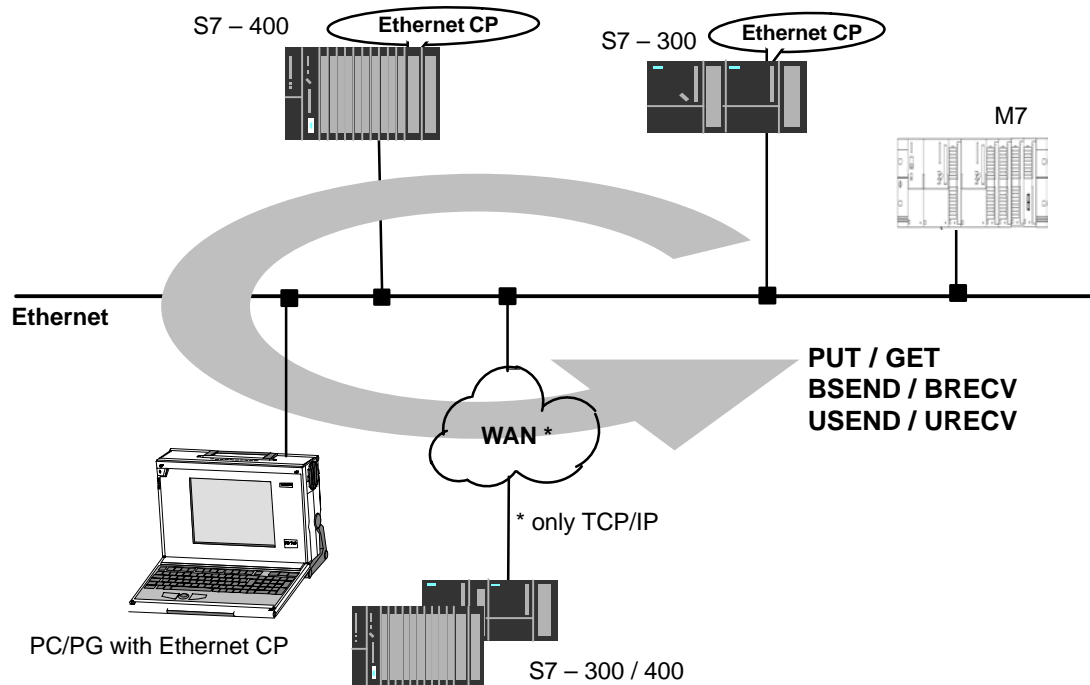 S7 – 400
Ethernet CP
S7 – 300
Ethernet CP
M7
Ethernet
PUT / GET
BSEND / BRECV
USEND / URECV
WAN *
* only TCP/IP
PC/PG with Ethernet CP
S7 – 300 / 400